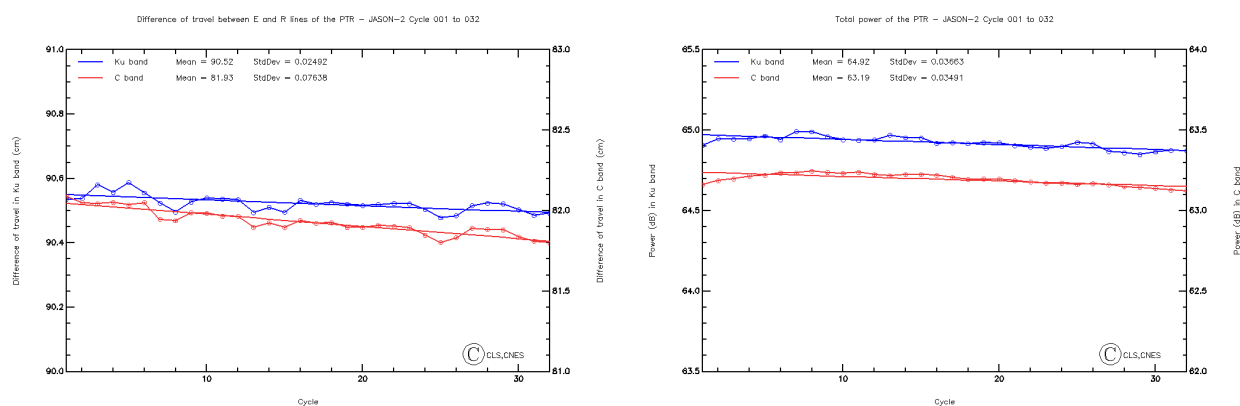 Difference of travel between E and R lines of the PTR - JASON-2 Cycle 001 to 032
91.0
90.8
90.6
90.4
90.2
90.0
Difference of travel in Ku band (cm)
Ku band Mean = 90.52 StdDev = 0.02492
C band Mean = 81.93 StdDev = 0.07638
83.0
82.5
82.0
81.5
81.0
Difference of travel in C band (cm)
C CLS,CNES
10 20 30
Cycle
Total power of the PTR - JASON-2 Cycle 001 to 032
65.5
65.0
64.5
64.0
63.5
Power (dB) in Ku band
Ku band Mean = 64.92 StdDev = 0.03663
C band Mean = 63.19 StdDev = 0.03491
64.0
63.5
63.0
62.5
62.0
Power (dB) in C band
C CLS,CNES
10 20 30
Cycle